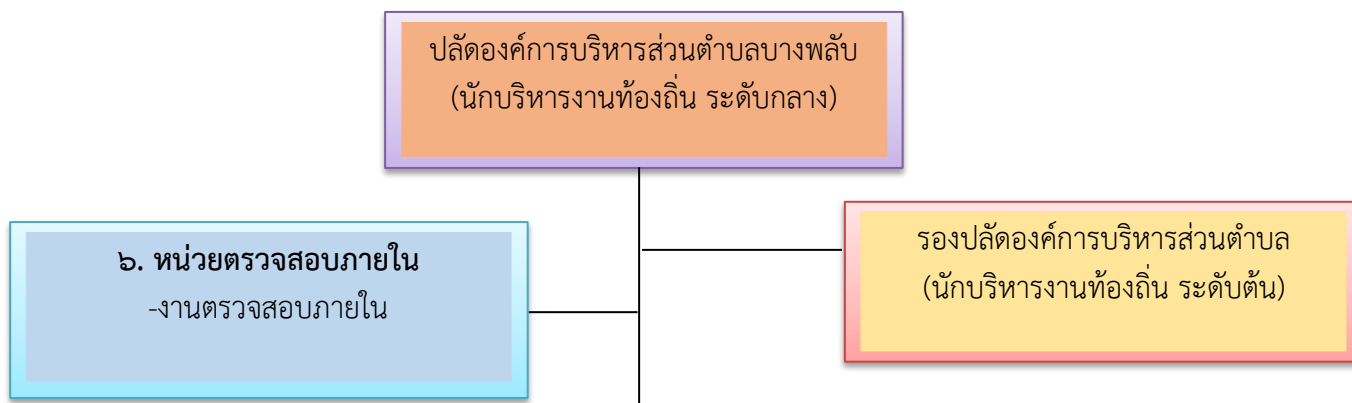 ปลัดองค์การบริหารส่วนตำบลบางพลับ
(นักบริหารงานท้องถิ่น ระดับกลาง)
รองปลัดองค์การบริหารส่วนตำบล
(นักบริหารงานท้องถิ่น ระดับต้น)
๖. หน่วยตรวจสอบภายใน
-งานตรวจสอบภายใน